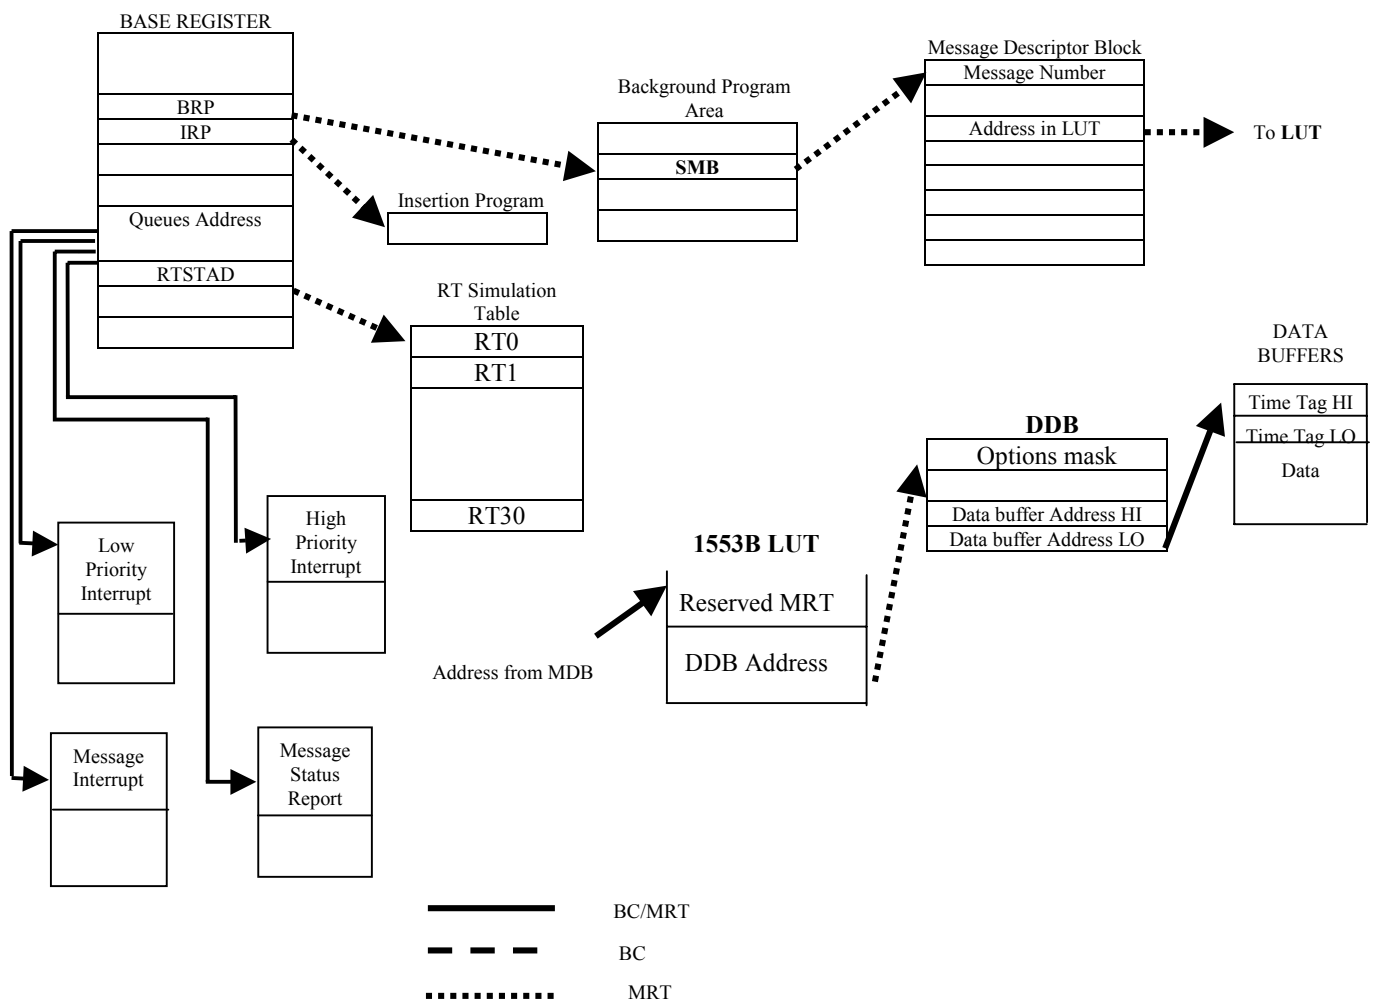 BASE REGISTER
BRP
IRP
Queues Address
RTSTAD
Background Program
Area
SMB
Insertion Program
Message Descriptor Block
Message Number
Address in LUT
To LUT
RT Simulation
Table
RT0
RT1
RT30
DATA
BUFFERS
Time Tag HI
Time Tag LO
Data
DDB
Options mask
Data buffer Address HI
Data buffer Address LO
1553B LUT
Reserved MRT
DDB Address
Address from MDB
Low
Priority
Interrupt
High
Priority
Interrupt
Message
Interrupt
Message
Status
Report
BC/MRT
BC
MRT